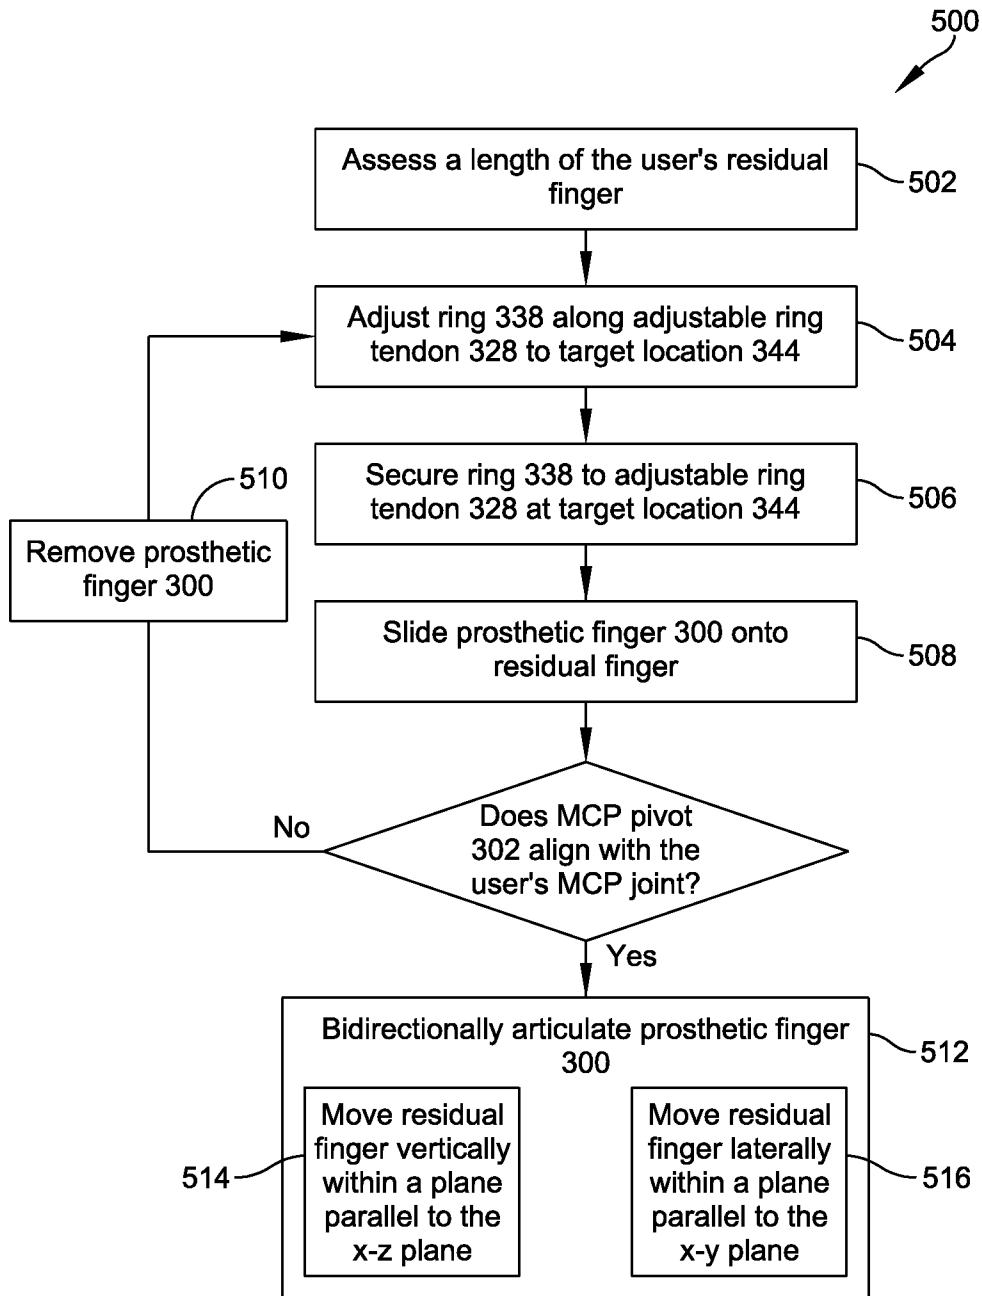 500
Assess a length of the user's residual
finger
502
Adjust ring 338 along adjustable ring
tendon 328 to target location 344
504
Secure ring 338 to adjustable ring
tendon 328 at target location 344
506
510
Remove prosthetic
finger 300
Slide prosthetic finger 300 onto
residual finger
508
No
Does MCP pivot
302 align with the
user's MCP joint?
Yes
Bidirectionally articulate prosthetic finger
300
512
Move residual
finger vertically
within a plane
parallel to the
x-z plane
514
Move residual
finger laterally
within a plane
parallel to the
x-y plane
516